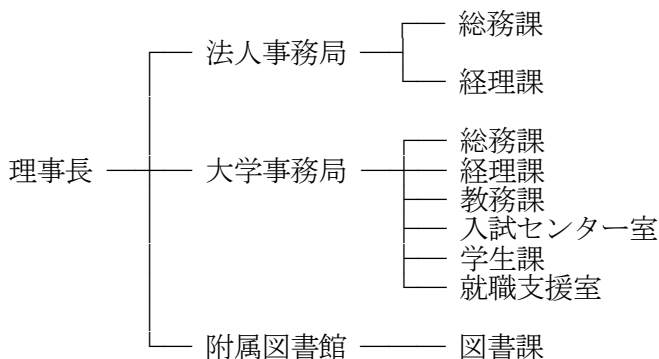 総務課
法人事務局
経理課
総務課
理事長 大学事務局 経理課
教務課
入試センター室
学生課
就職支援室
附属図書館 図書課